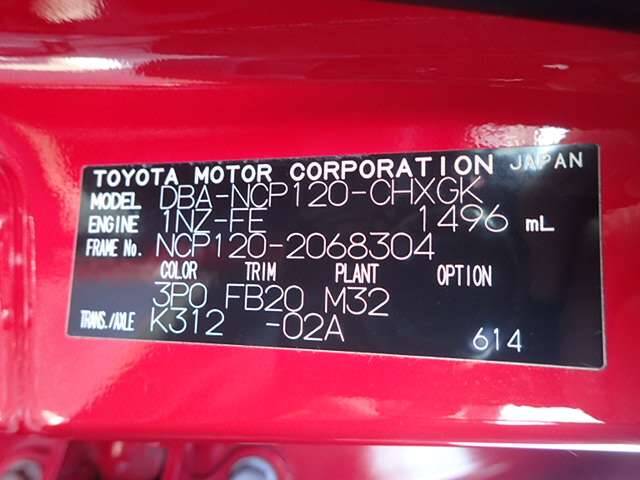 TOYOTA MOTOR CORPORATION JAPAN
MODEL DBA-NCP120-CHXGK
ENGINE 1NZ-FE 1496 mL
FRAME No. NCP120-2068304
COLOR TRIM PLANT OPTION
3P0 FB20 M32
TRANS./AXLE K312 -02A
614